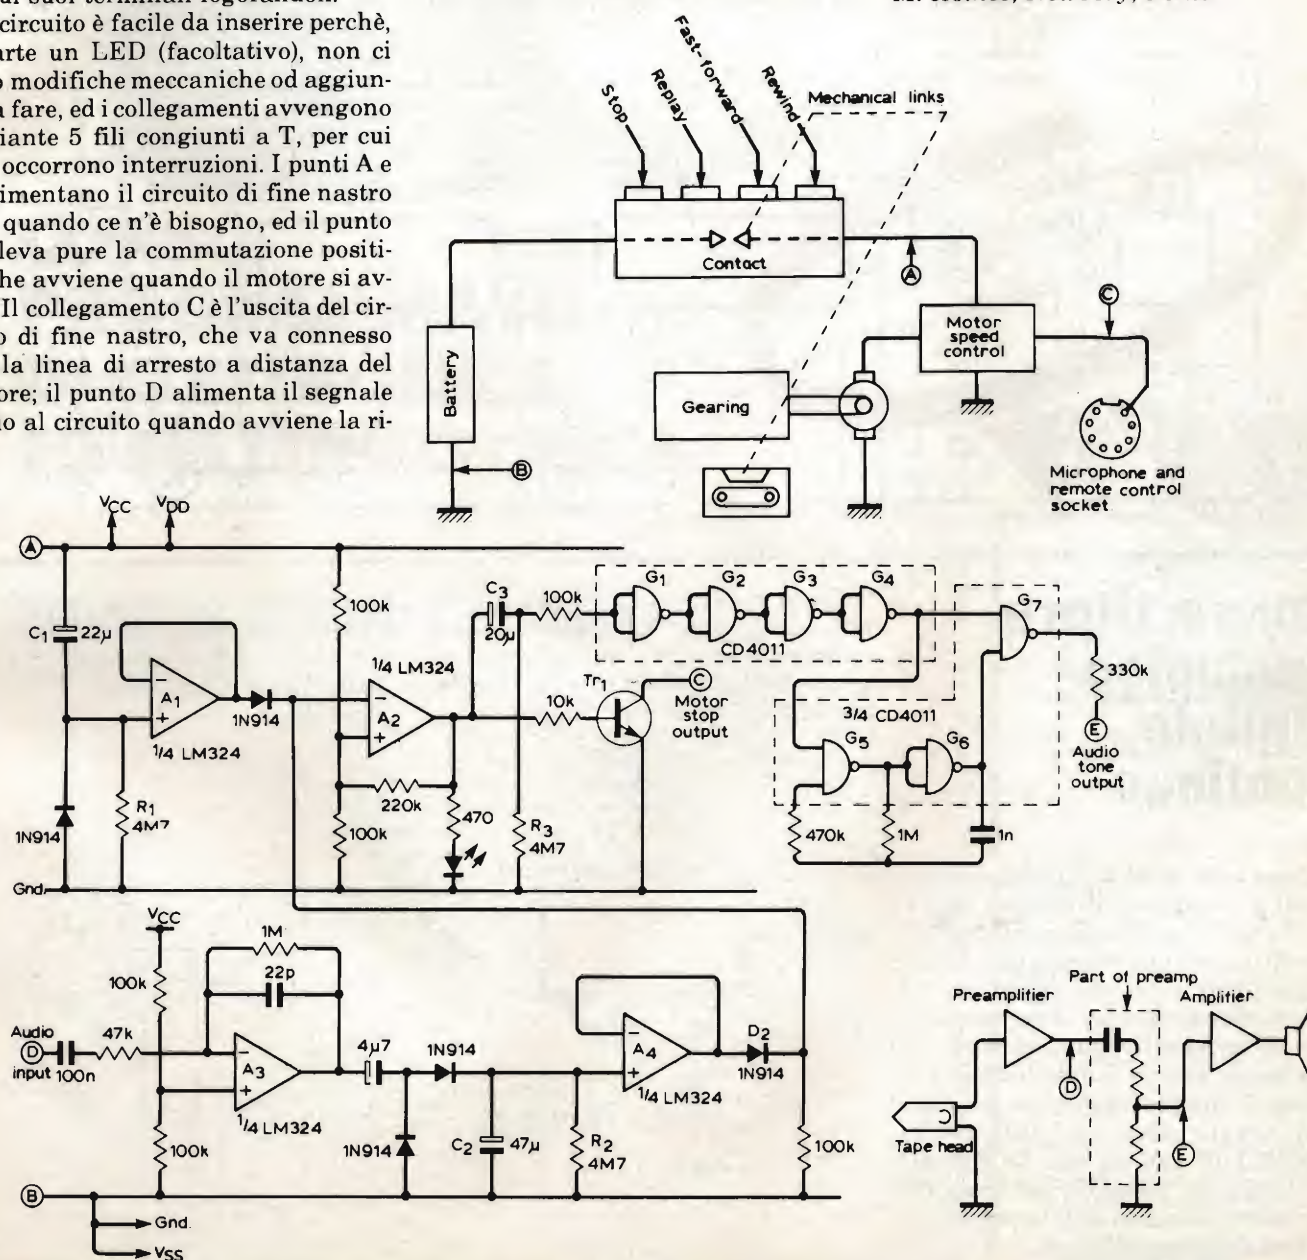 circuito è facile da inserire perchè,
arte un LED (facoltativo), non ci
modifiche meccaniche od aggiun-
fare, ed i collegamenti avvengono
iante 5 fili congiunti a T, per cui
occorrono interruzioni. I punti A e
imentano il circuito di fine nastro
quando ce n'è bisogno, ed il punto
leva pure la commutazione positi-
he avviene quando il motore si av-
Il collegamento C è l'uscita del cir-
o di fine nastro, che va connesso
la linea di arresto a distanza del
ore; il punto D alimenta il segnale
o al circuito quando avviene la ri-
Stop
Replay
Fast-forward
Rewind
Mechanical links
Contact
A
C
Motor
speed
control
Battery
Gearing
B
Microphone and
remote control
socket
VCC
VDD
A
C1
22µ
100k
A1
1N914
1/4 LM324
1N914
R1
4M7
1/4 LM324
A2
C3
20µ
100k
10k
Tr1
C
Motor
stop
output
220k
100k
470
R3
4M7
Gnd.
G1
G2
G3
G4
CD4011
G7
3/4 CD4011
G5
G6
330k
E
Audio
tone
output
470k
1M
1n
VCC
100k
1M
22p
Audio
D
input
100n
47k
A3
1/4 LM324
100k
4µ7
1N914
1N914
C2
47µ
R2
4M7
A4
1/4 LM324
D2
1N914
100k
B
Gnd.
VSS
Part of preamp
Preamplifier
Amplifier
D
Tape head
E